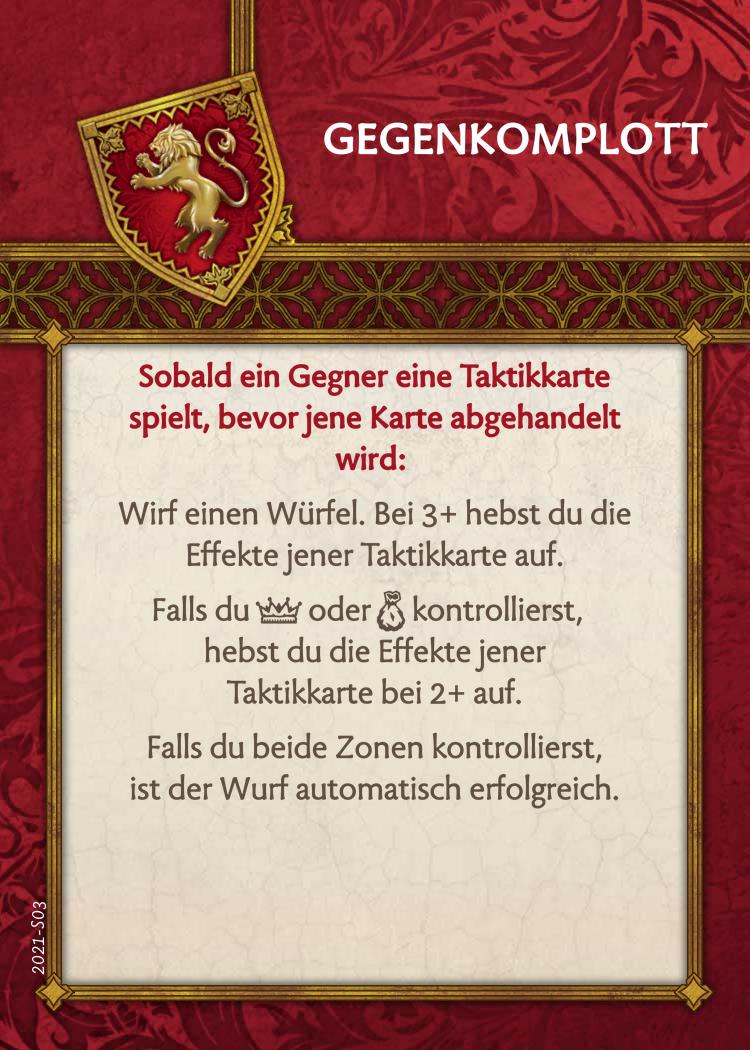 GEGENKOMPLOTT
Sobald ein Gegner eine Taktikkarte
spielt, bevor jene Karte abgehandelt
wird:
Wirf einen Würfel. Bei 3+ hebst du die
Effekte jener Taktikkarte auf.
Falls du oder kontrollierst,
hebst du die Effekte jener
Taktikkarte bei 2+ auf.
Falls du beide Zonen kontrollierst,
ist der Wurf automatisch erfolgreich.
2021-S03